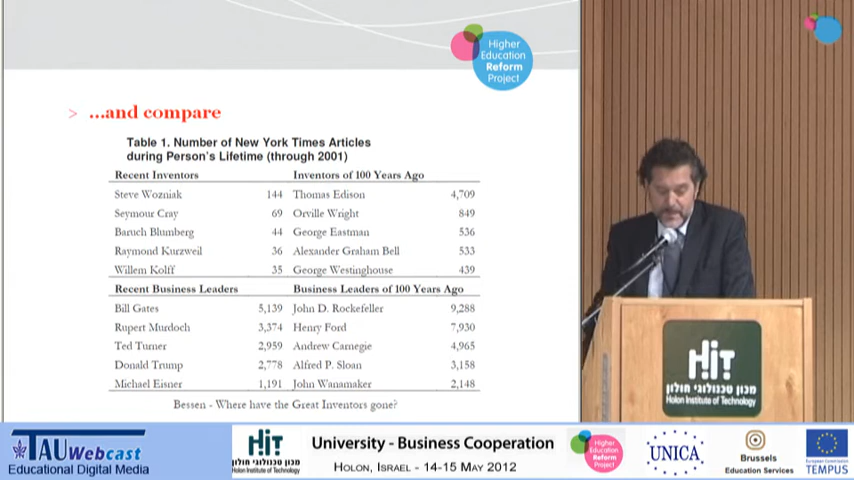 Higher
Education
Reform
Project
> ...and compare
Table 1. Number of New York Times Articles
during Person's Lifetime (through 2001)
Recent Inventors Inventors of 100 Years Ago
Steve Wozniak 144 Thomas Edison 4,709
Seymour Cray 69 Orville Wright 849
Baruch Blumberg 44 George Eastman 536
Raymond Kurzweil 36 Alexander Graham Bell 533
Willem Kolff 35 George Westinghouse 439
Recent Business Leaders Business Leaders of 100 Years Ago
Bill Gates 5,139 John D. Rockefeller 9,288
Rupert Murdoch 3,374 Henry Ford 7,930
Ted Turner 2,959 Andrew Carnegie 4,965
Donald Trump 2,778 Alfred P. Sloan 3,158
Michael Eisner 1,191 John Wanamaker 2,148
Bessen - Where have the Great Inventors gone?
HiT
מכון טכנולוגי חולון
Holon Institute of Technology
TAU Webcast
Educational Digital Media
HiT
מכון טכנולוגי חולון
Holon Institute of Technology
University - Business Cooperation
Holon, Israel - 14-15 May 2012
Higher
Education
Reform
Project
UNICA
Brussels
Education Services
TEMPUS